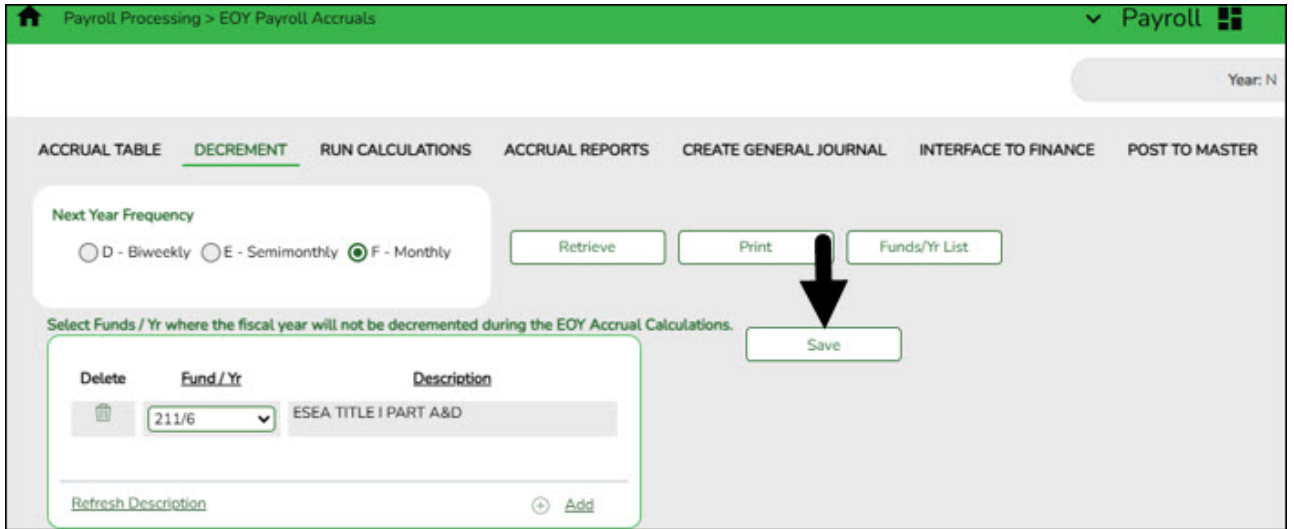 Payroll Processing > EOY Payroll Accruals
Payroll
Year: N
ACCRUAL TABLE DECREMENT RUN CALCULATIONS ACCRUAL REPORTS CREATE GENERAL JOURNAL INTERFACE TO FINANCE POST TO MASTER
Next Year Frequency
D - Biweekly E - Semimonthly F - Monthly
Retrieve Print Funds/Yr List
Select Funds / Yr where the fiscal year will not be decremented during the EOY Accrual Calculations.
Save
Delete Fund / Yr Description
211/6 ESEA TITLE I PART A&D
Refresh Description Add